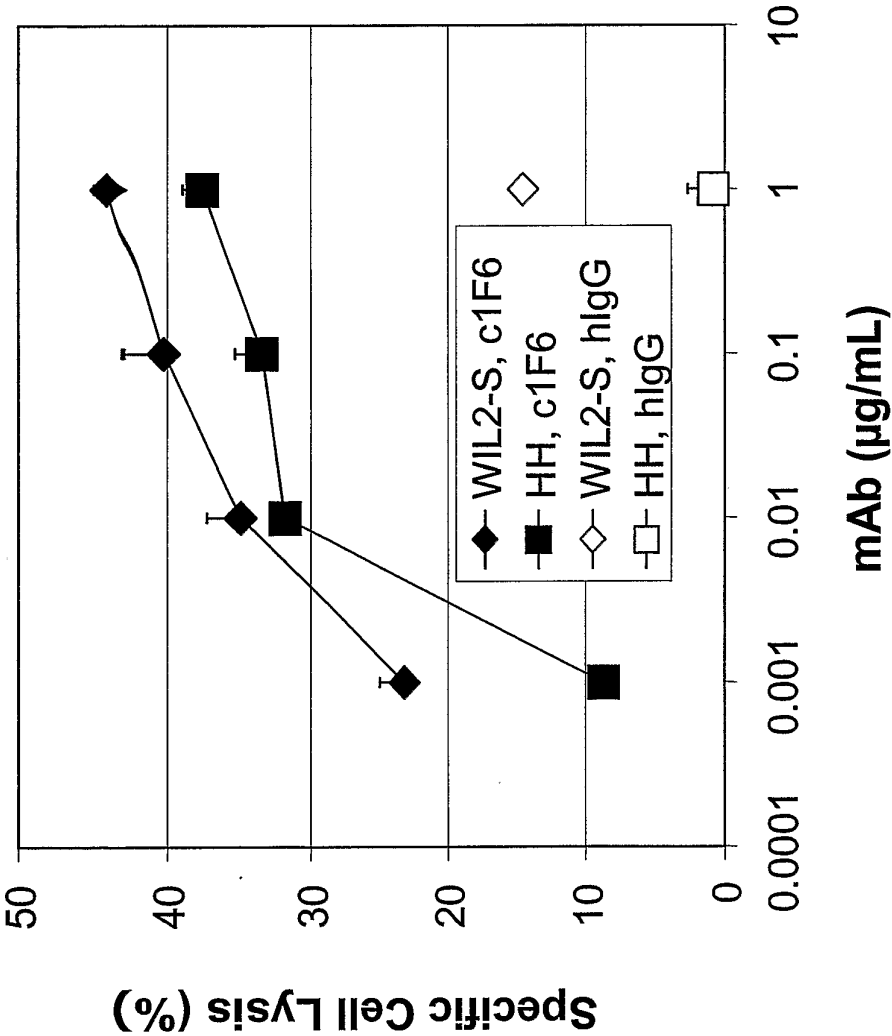 Specific Cell Lysis (%)
50
40
30
20
10
0
WIL2-S, c1F6
HH, c1F6
WIL2-S, hIgG
HH, hIgG
0.0001
0.001
0.01
0.1
1
10
mAb (µg/mL)